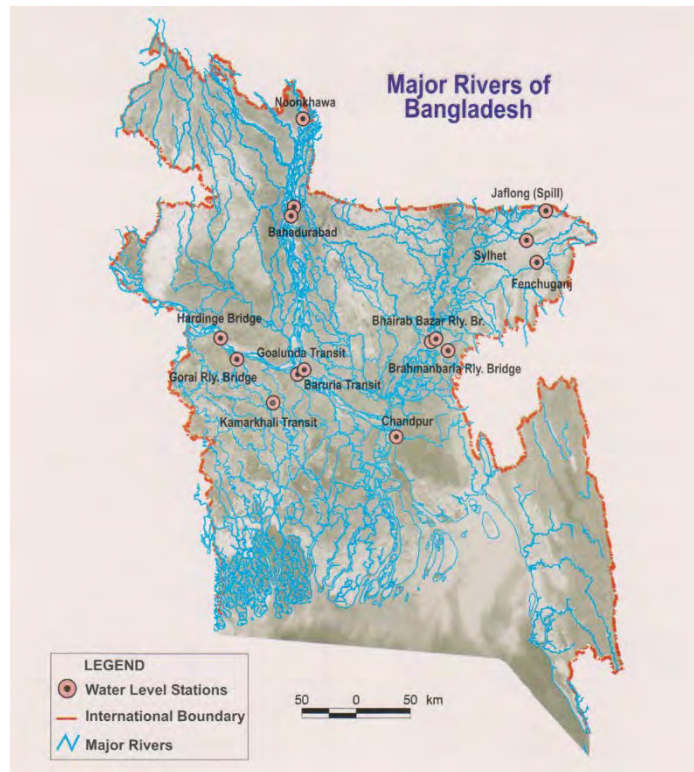 Major Rivers of
Bangladesh
Noonkhawa
Jaflong (Spill)
Bahadurabad
Sylhet
Fenchuganj
Hardinge Bridge
Bhairab Bazar Rly. Br.
Goalunda Transit
Gorai Rly. Bridge
Baruria Transit
Brahmanbaria Rly. Bridge
Kamarkhali Transit
Chandpur
LEGEND
Water Level Stations
International Boundary
Major Rivers
50 0 50 km